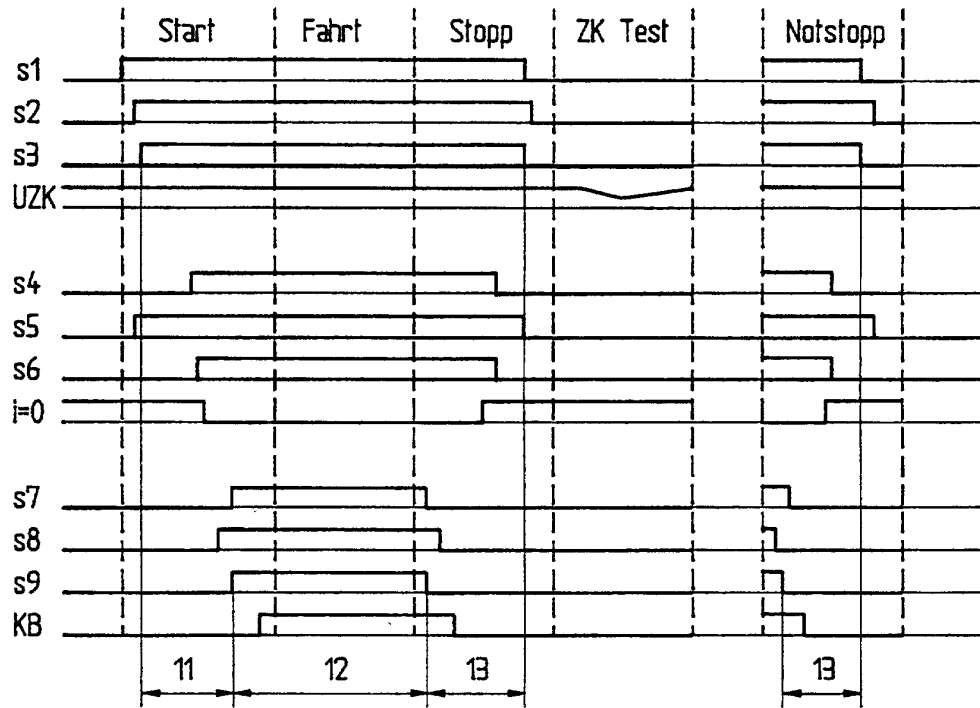 Start Fahrt Stopp ZK Test Notstopp
s1
s2
s3
UZK
s4
s5
s6
i=0
s7
s8
s9
KB
11 12 13 13